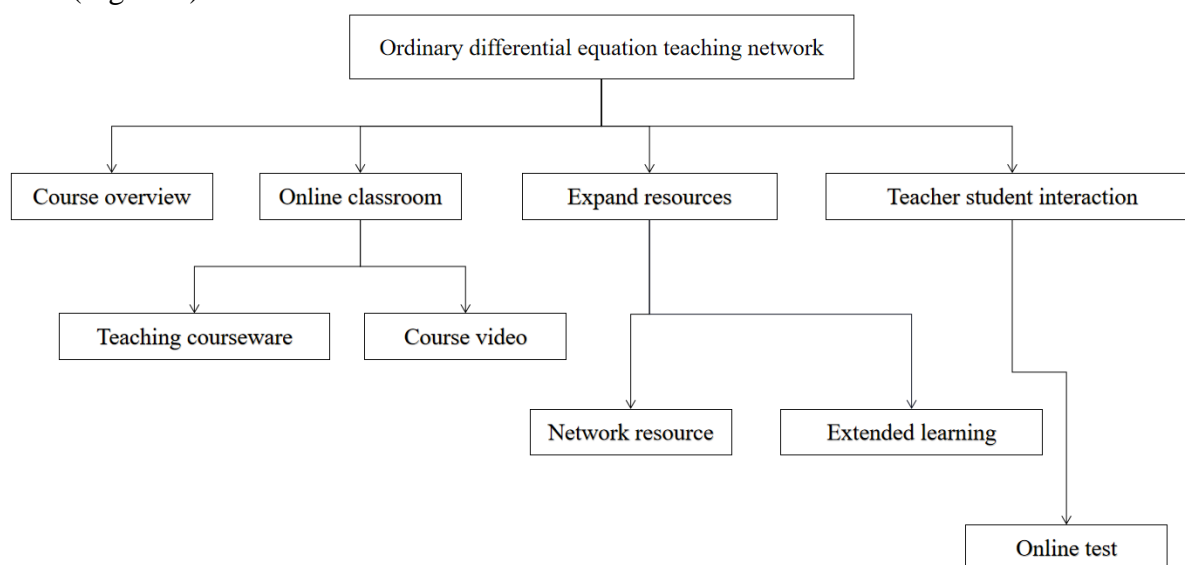 Ordinary differential equation teaching network
Course overview
Online classroom
Expand resources
Teacher student interaction
Teaching courseware
Course video
Network resource
Extended learning
Online test